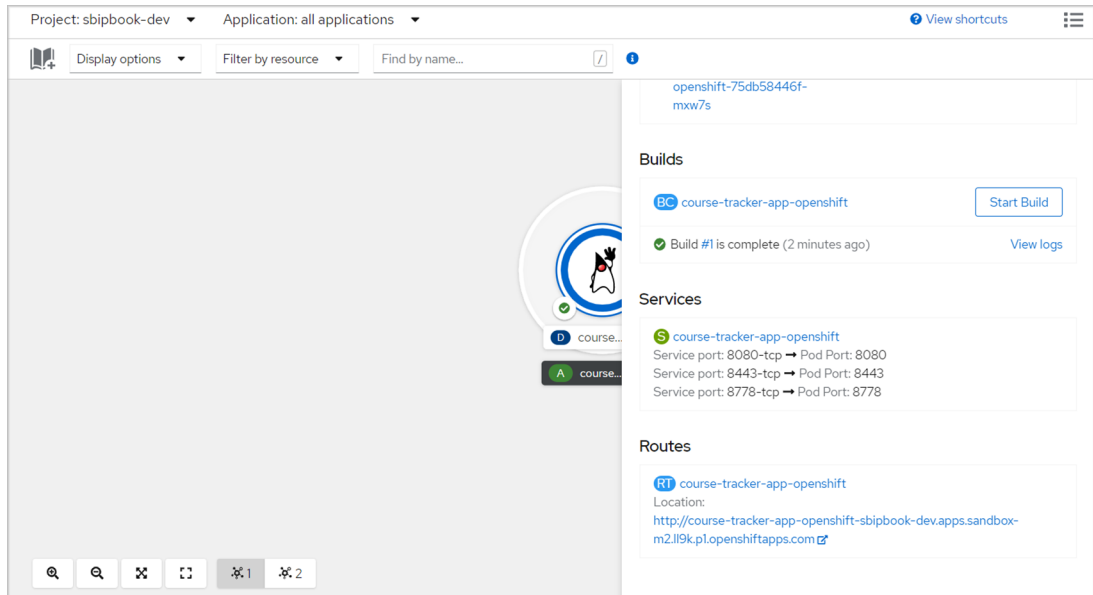 Project: sbipbook-dev Application: all applications View shortcuts
Display options Filter by resource Find by name... /
openshift-75db58446f-
mxw7s
Builds
BC course-tracker-app-openshift Start Build
Build #1 is complete (2 minutes ago) View logs
Services
S course-tracker-app-openshift
Service port: 8080-tcp → Pod Port: 8080
Service port: 8443-tcp → Pod Port: 8443
Service port: 8778-tcp → Pod Port: 8778
D course...
A course...
Routes
RT course-tracker-app-openshift
Location:
http://course-tracker-app-openshift-sbipbook-dev.apps.sandbox-
m2.ll9k.p1.openshiftapps.com
1 2